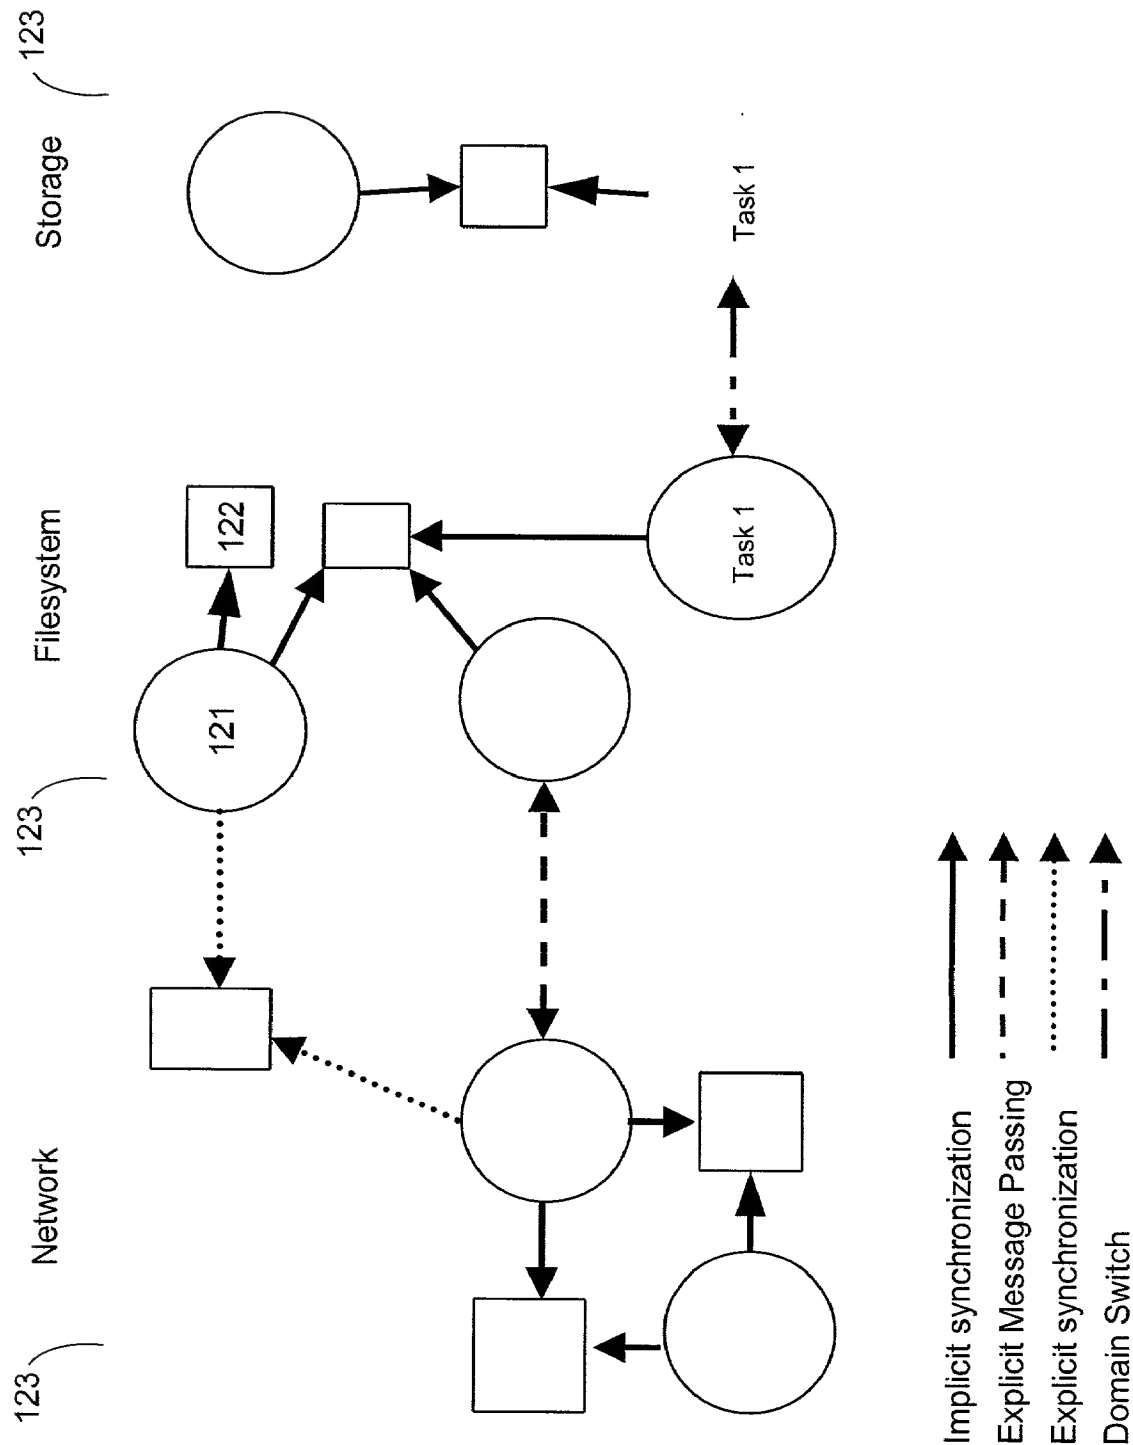 123
123
123
Network
Filesystem
Storage
121
122
Task 1
Task 1
Implicit synchronization
Explicit Message Passing
Explicit synchronization
Domain Switch